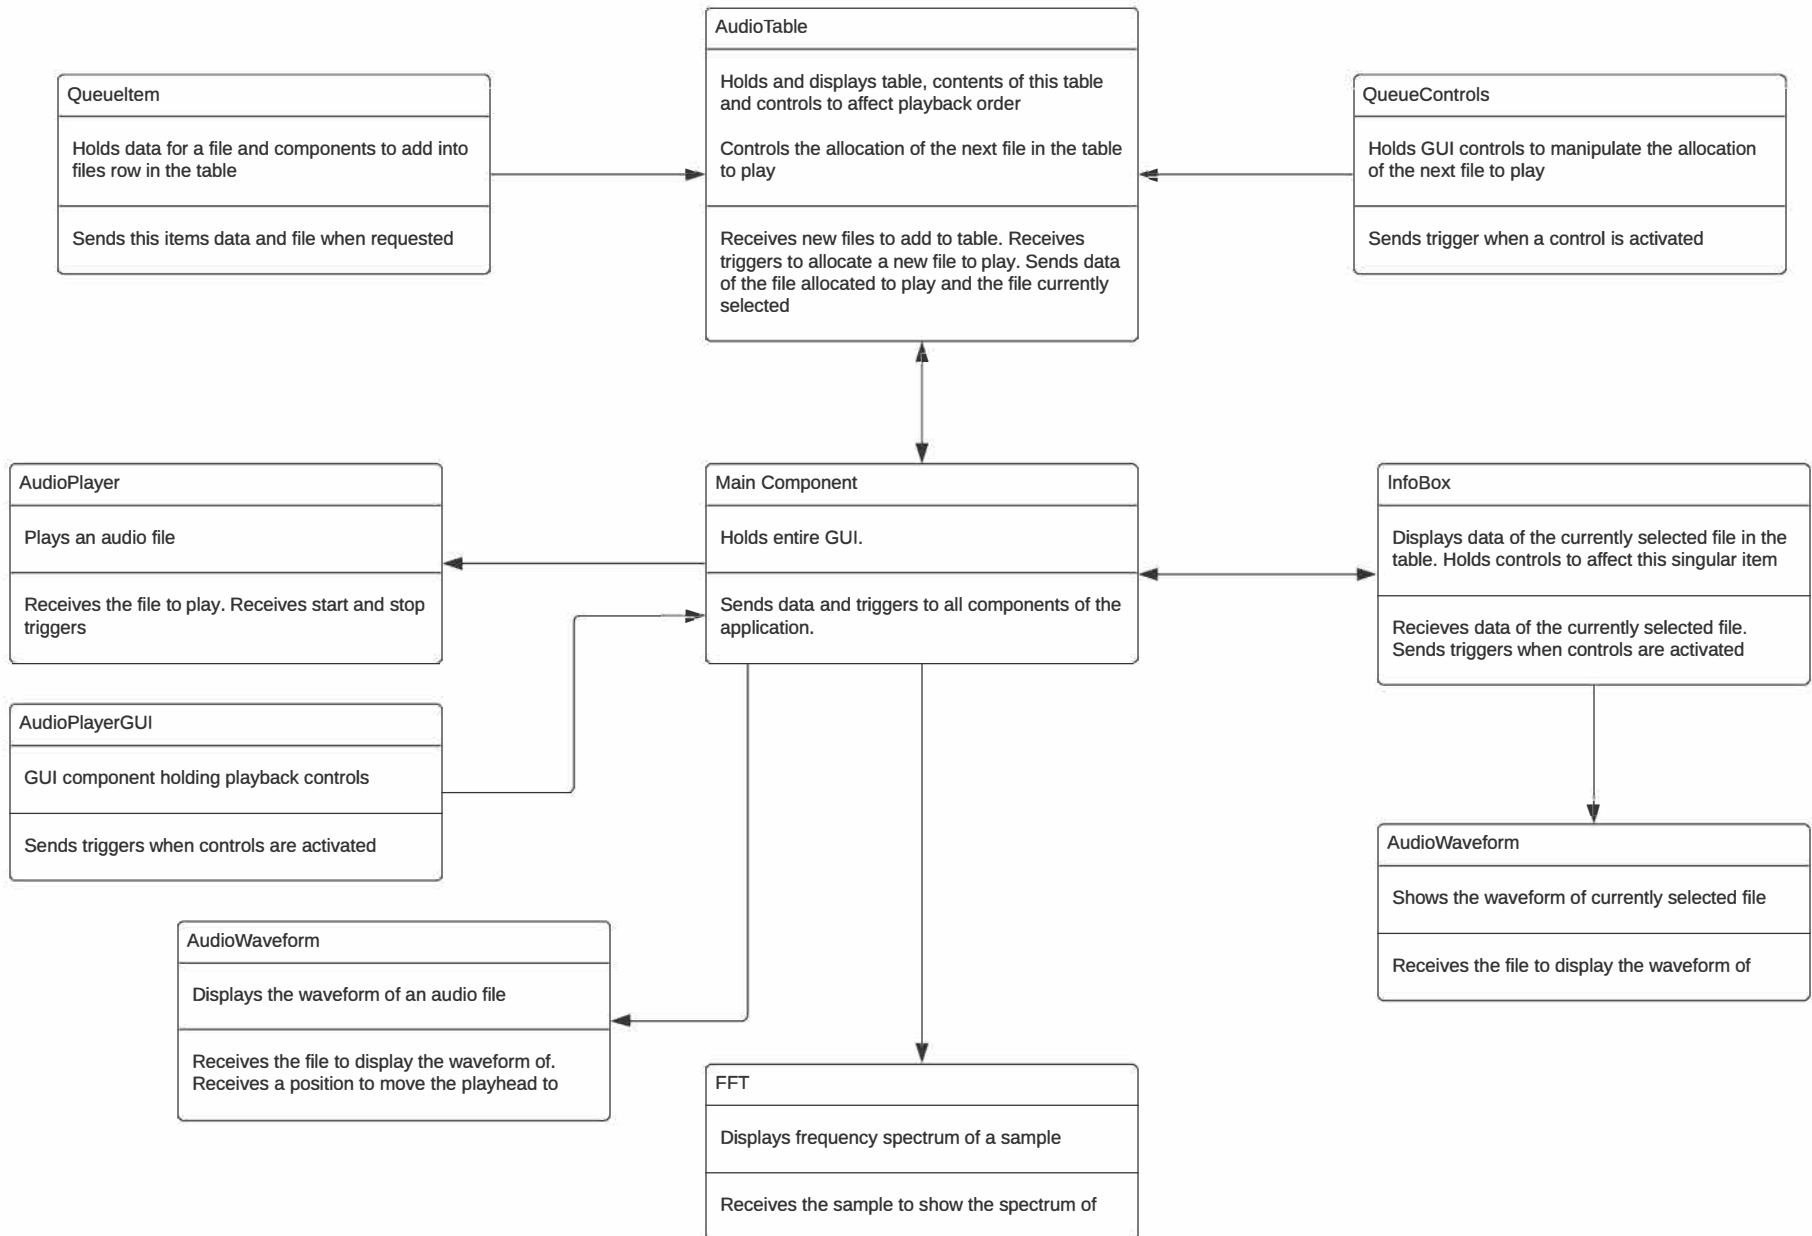 AudioTable
Holds and displays table, contents of this table
and controls to affect playback order
Controls the allocation of the next file in the table
to play
Receives new files to add to table. Receives
triggers to allocate a new file to play. Sends data
of the file allocated to play and the file currently
selected
QueueItem
Holds data for a file and components to add into
files row in the table
Sends this items data and file when requested
QueueControls
Holds GUI controls to manipulate the allocation
of the next file to play
Sends trigger when a control is activated
AudioPlayer
Plays an audio file
Receives the file to play. Receives start and stop
triggers
Main Component
Holds entire GUI.
Sends data and triggers to all components of the
application.
InfoBox
Displays data of the currently selected file in the
table. Holds controls to affect this singular item
Recieves data of the currently selected file.
Sends triggers when controls are activated
AudioPlayerGUI
GUI component holding playback controls
Sends triggers when controls are activated
AudioWaveform
Shows the waveform of currently selected file
Receives the file to display the waveform of
AudioWaveform
Displays the waveform of an audio file
Receives the file to display the waveform of.
Receives a position to move the playhead to
FFT
Displays frequency spectrum of a sample
Receives the sample to show the spectrum of